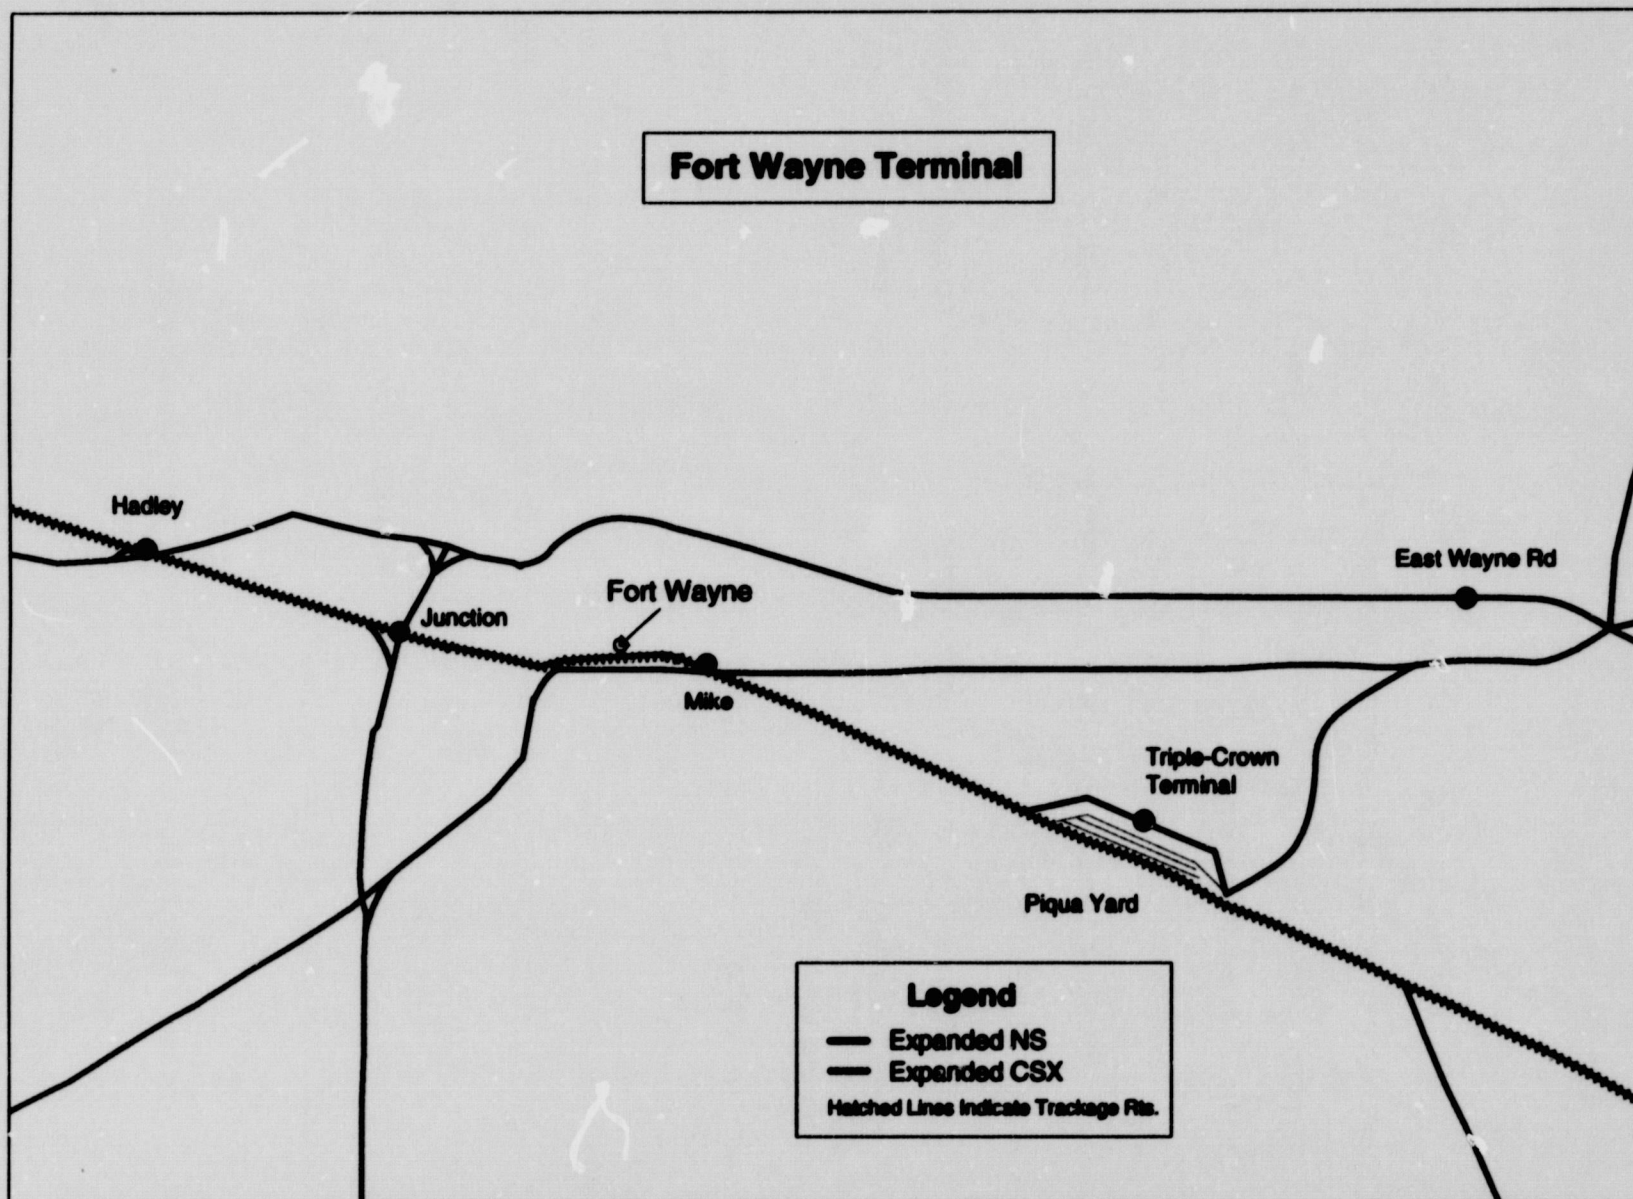 Fort Wayne Terminal
Hadley
East Wayne Rd
Fort Wayne
Junction
Mike
Triple-Crown
Terminal
Piqua Yard
Legend
Expanded NS
Expanded CSX
Hatched Lines Indicate Trackage Rts.